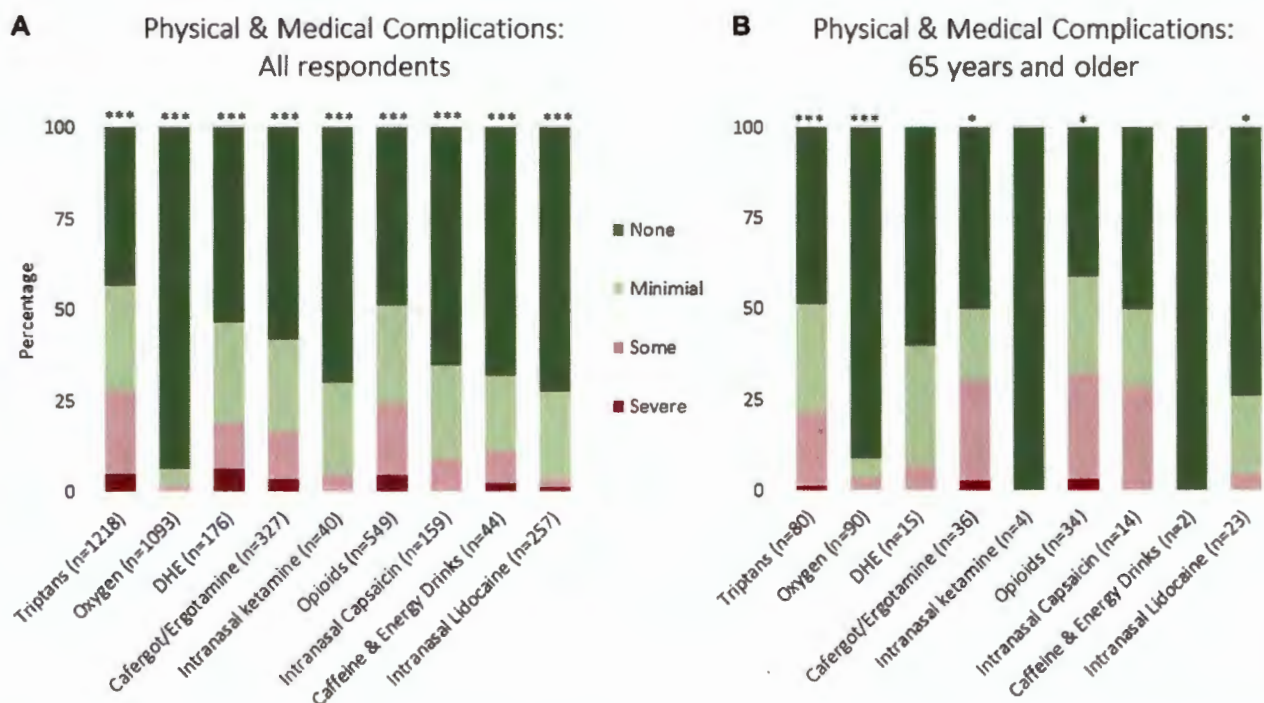 A
Physical & Medical Complications:
All respondents
*** *** *** *** *** *** *** *** ***
100
75
50
25
0
Percentage
Triptans (n=1218)
Oxygen (n=1093)
DHE (n=176)
Cafergot/Ergotamine (n=327)
Intranasal ketamine (n=40)
Opioids (n=549)
Intranasal Capsaicin (n=159)
Caffeine & Energy Drinks (n=44)
Intranasal Lidocaine (n=257)
None
Minimial
Some
Severe
B
Physical & Medical Complications:
65 years and older
*** *** * * *
100
75
50
25
0
Triptans (n=80)
Oxygen (n=90)
DHE (n=15)
Cafergot/Ergotamine (n=36)
Intranasal ketamine (n=4)
Opioids (n=34)
Intranasal Capsaicin (n=14)
Caffeine & Energy Drinks (n=2)
Intranasal Lidocaine (n=23)